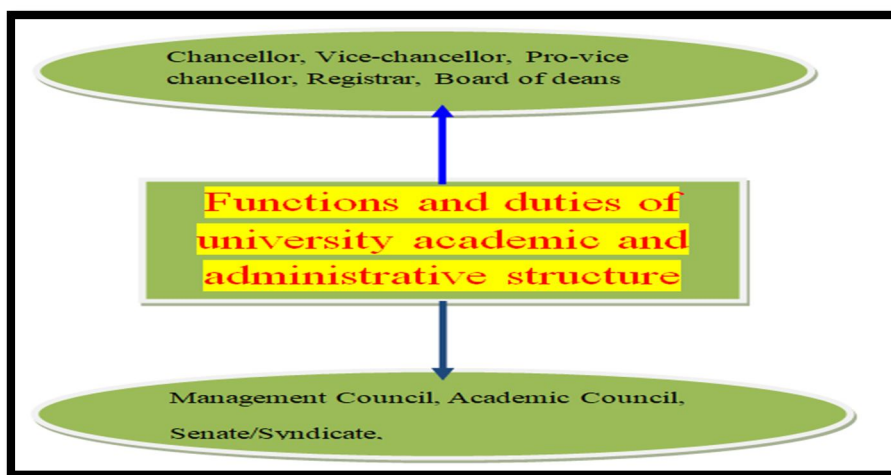 Chancellor, Vice-chancellor, Pro-vice
chancellor, Registrar, Board of deans
Functions and duties of
university academic and
administrative structure
Management Council, Academic Council,
Senate/Syndicate.